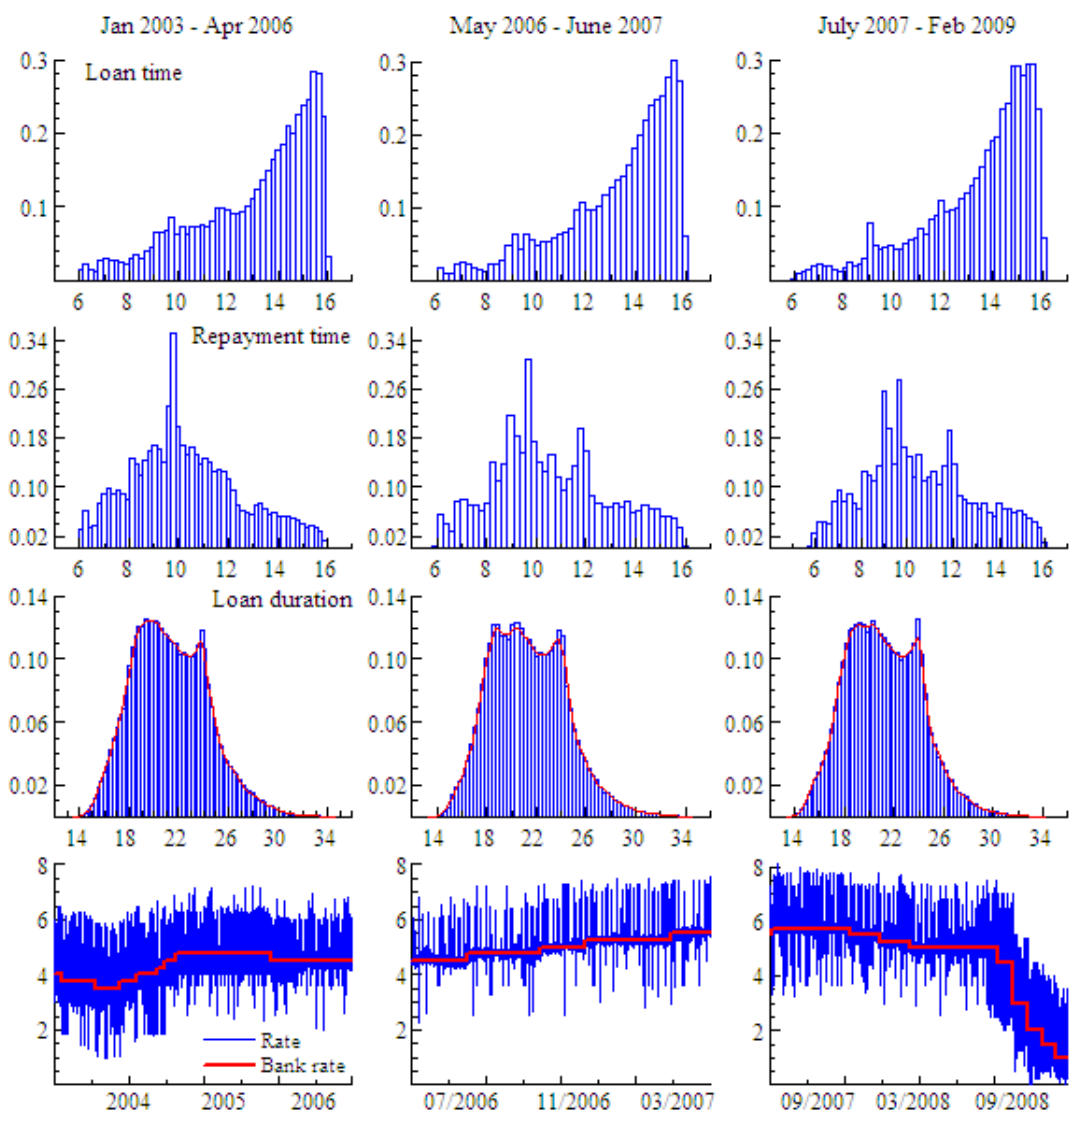 Jan 2003 - Apr 2006 May 2006 - June 2007 July 2007 - Feb 2009
0.3 0.3 0.3
Loan time
0.2 0.2 0.2
0.1 0.1 0.1
6 8 10 12 14 16 6 8 10 12 14 16 6 8 10 12 14 16
Repayment time
0.34 0.34 0.34
0.26 0.26 0.26
0.18 0.18 0.18
0.10 0.10 0.10
0.02 0.02 0.02
6 8 10 12 14 16 6 8 10 12 14 16 6 8 10 12 14 16
0.14 Loan duration 0.14 0.14
0.10 0.10 0.10
0.06 0.06 0.06
0.02 0.02 0.02
14 18 22 26 30 34 14 18 22 26 30 34 14 18 22 26 30 34
8 8 8
6 6 6
4 4 4
2 2 2
Rate
Bank rate
2004 2005 2006 07/2006 11/2006 03/2007 09/2007 03/2008 09/2008